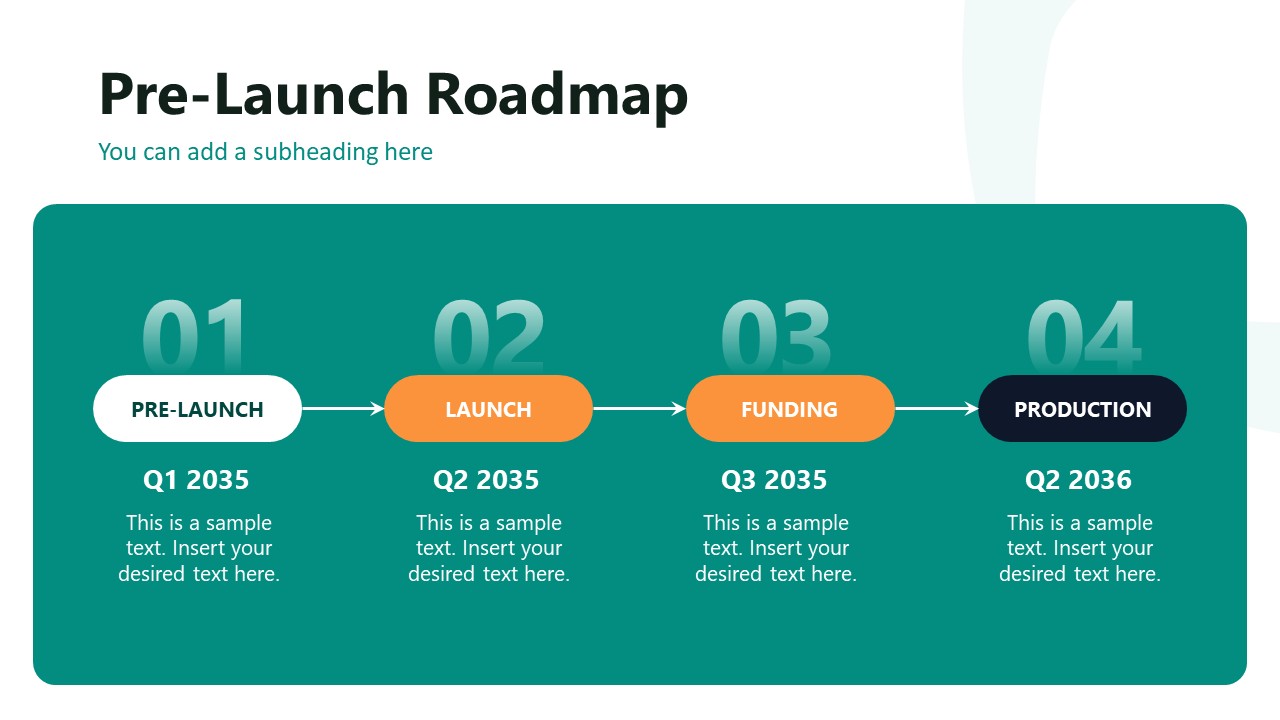 Pre-Launch Roadmap
You can add a subheading here
01
02
03
04
PRE-LAUNCH
LAUNCH
FUNDING
PRODUCTION
Q1 2035
Q2 2035
Q3 2035
Q2 2036
This is a sample
text. Insert your
desired text here.
This is a sample
text. Insert your
desired text here.
This is a sample
text. Insert your
desired text here.
This is a sample
text. Insert your
desired text here.